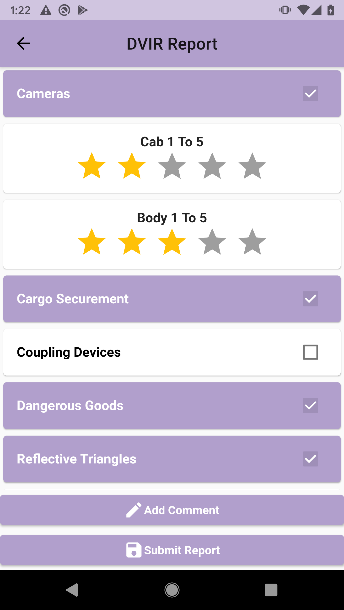 1:22
DVIR Report
Cameras
Cab 1 To 5
Body 1 To 5
Cargo Securement
Coupling Devices
Dangerous Goods
Reflective Triangles
Add Comment
Submit Report